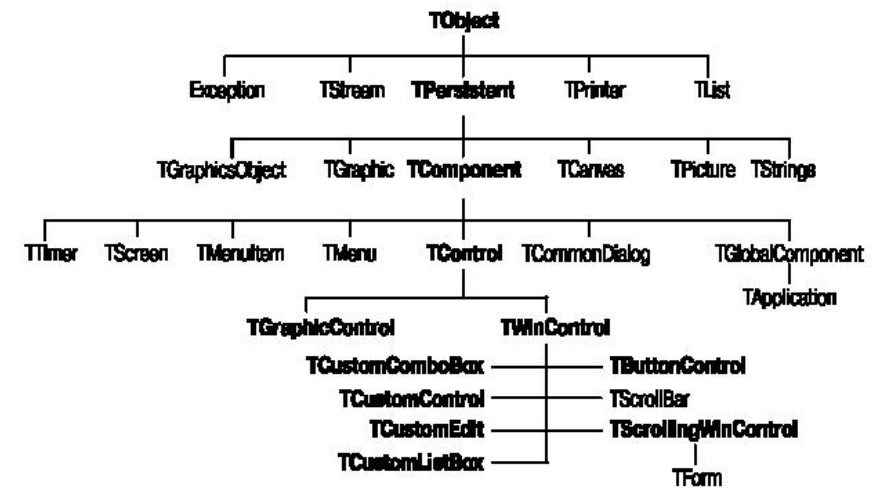 TObject
Exception TStream TPersistent TPrinter TList
TGraphicsObject TGraphic TComponent TCanvas TPicture TStrings
TTimer TScreen TMenuItem TMenu TControl TCommonDialog TGlobalComponent
TApplication
TGraphicControl TWinControl
TCustomComboBox TButtonControl
TCustomControl TScrollBar
TCustomEdit TScrollingWinControl
TCustomListBox
TForm